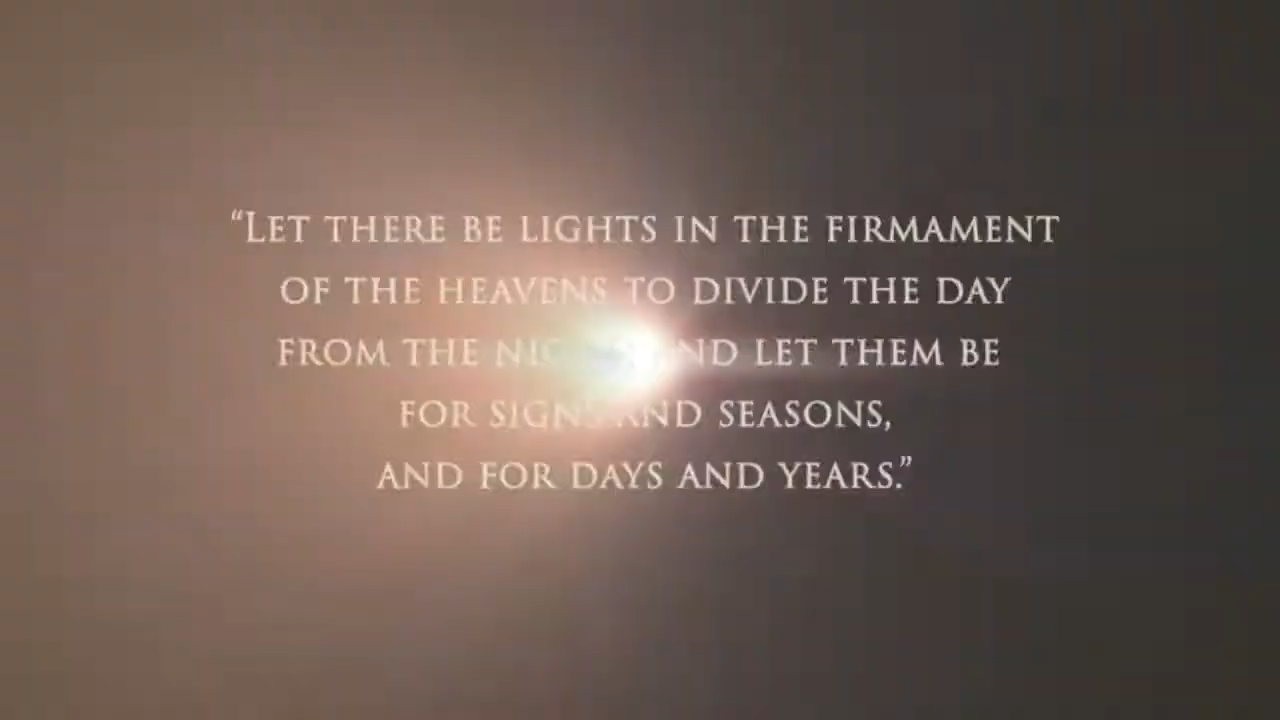 “LET THERE BE LIGHTS IN THE FIRMAMENT
OF THE HEAVENS TO DIVIDE THE DAY
FROM THE AND LET THEM BE
FOR SIGNS AND SEASONS,
AND FOR DAYS AND YEARS.”